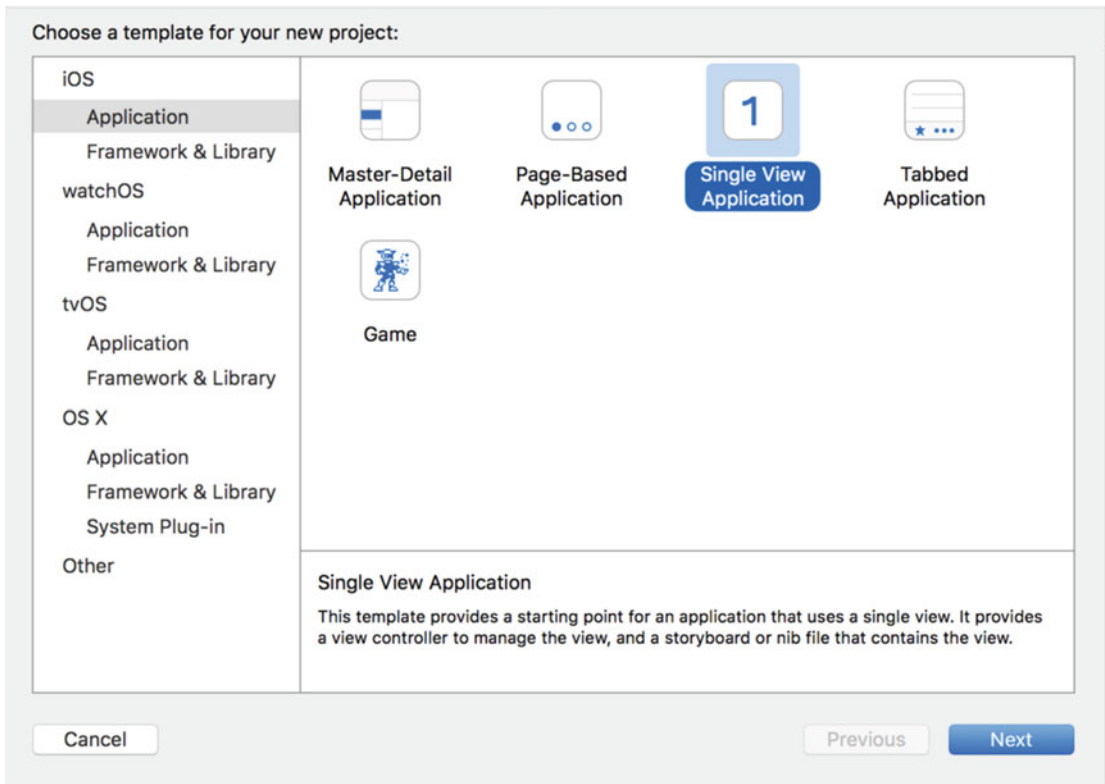 Choose a template for your new project:
iOS
Application
Framework & Library
watchOS
Application
Framework & Library
tvOS
Application
Framework & Library
OS X
Application
Framework & Library
System Plug-in
Other
Master-Detail
Application
Page-Based
Application
1
Single View
Application
Tabbed
Application
Game
Single View Application
This template provides a starting point for an application that uses a single view. It provides
a view controller to manage the view, and a storyboard or nib file that contains the view.
Cancel
Previous
Next